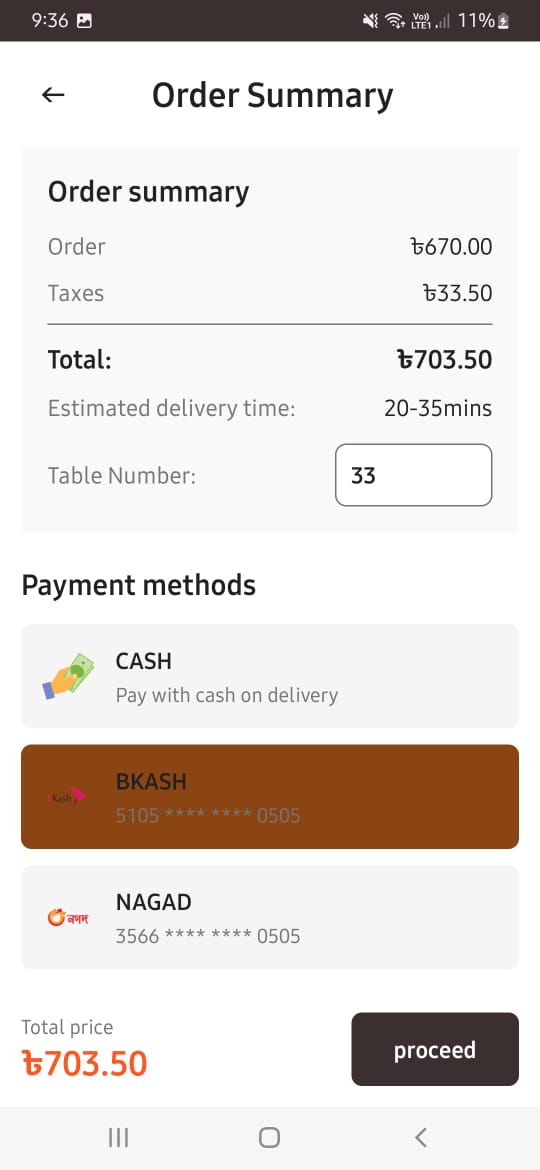 9:36
Vo))
LTE1
11%
Order Summary
Order summary
Order ৳670.00
Taxes ৳33.50
Total: ৳703.50
Estimated delivery time: 20-35mins
Table Number: 33
Payment methods
CASH
Pay with cash on delivery
bKash
BKASH
5105 **** **** 0505
নগদ
NAGAD
3566 **** **** 0505
Total price
৳703.50
proceed